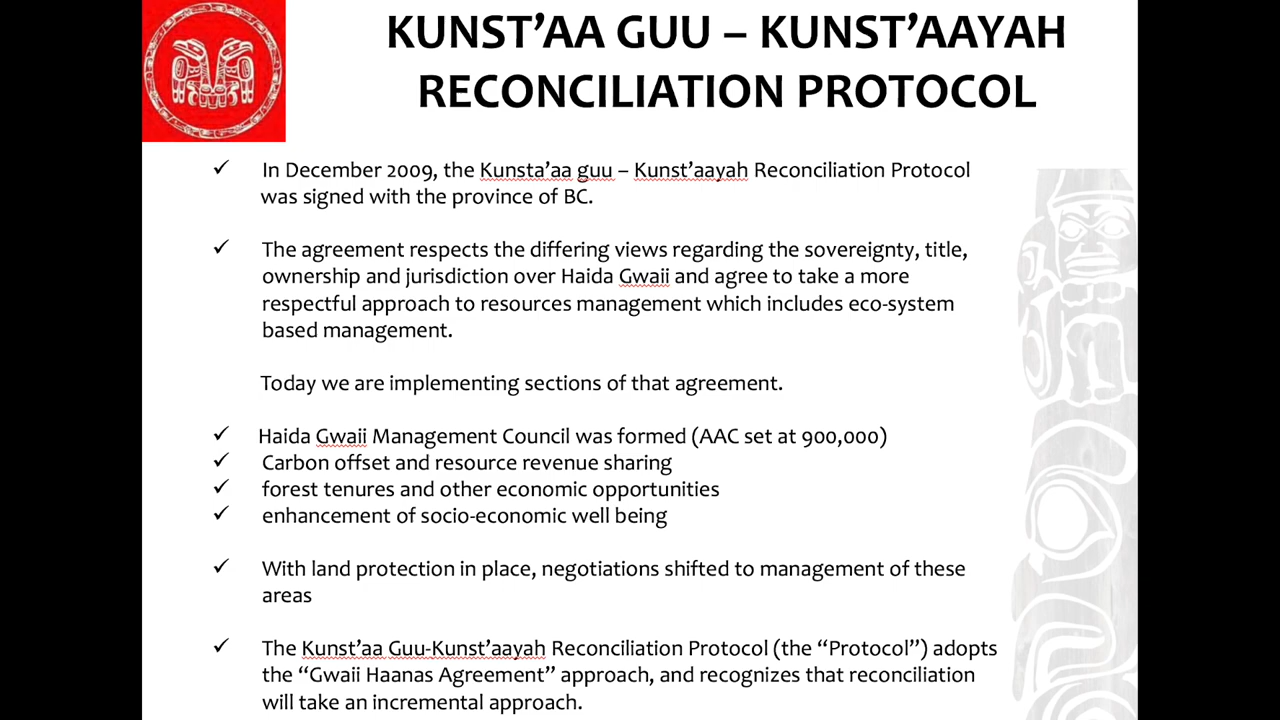 KUNST’AA GUU – KUNST’AAYAH
RECONCILIATION PROTOCOL
✓ In December 2009, the Kunsta’aa guu – Kunst’aayah Reconciliation Protocol
was signed with the province of BC.
✓ The agreement respects the differing views regarding the sovereignty, title,
ownership and jurisdiction over Haida Gwaii and agree to take a more
respectful approach to resources management which includes eco-system
based management.
Today we are implementing sections of that agreement.
✓ Haida Gwaii Management Council was formed (AAC set at 900,000)
✓ Carbon offset and resource revenue sharing
✓ forest tenures and other economic opportunities
✓ enhancement of socio-economic well being
✓ With land protection in place, negotiations shifted to management of these
areas
✓ The Kunst’aa Guu-Kunst’aayah Reconciliation Protocol (the “Protocol”) adopts
the “Gwaii Haanas Agreement” approach, and recognizes that reconciliation
will take an incremental approach.